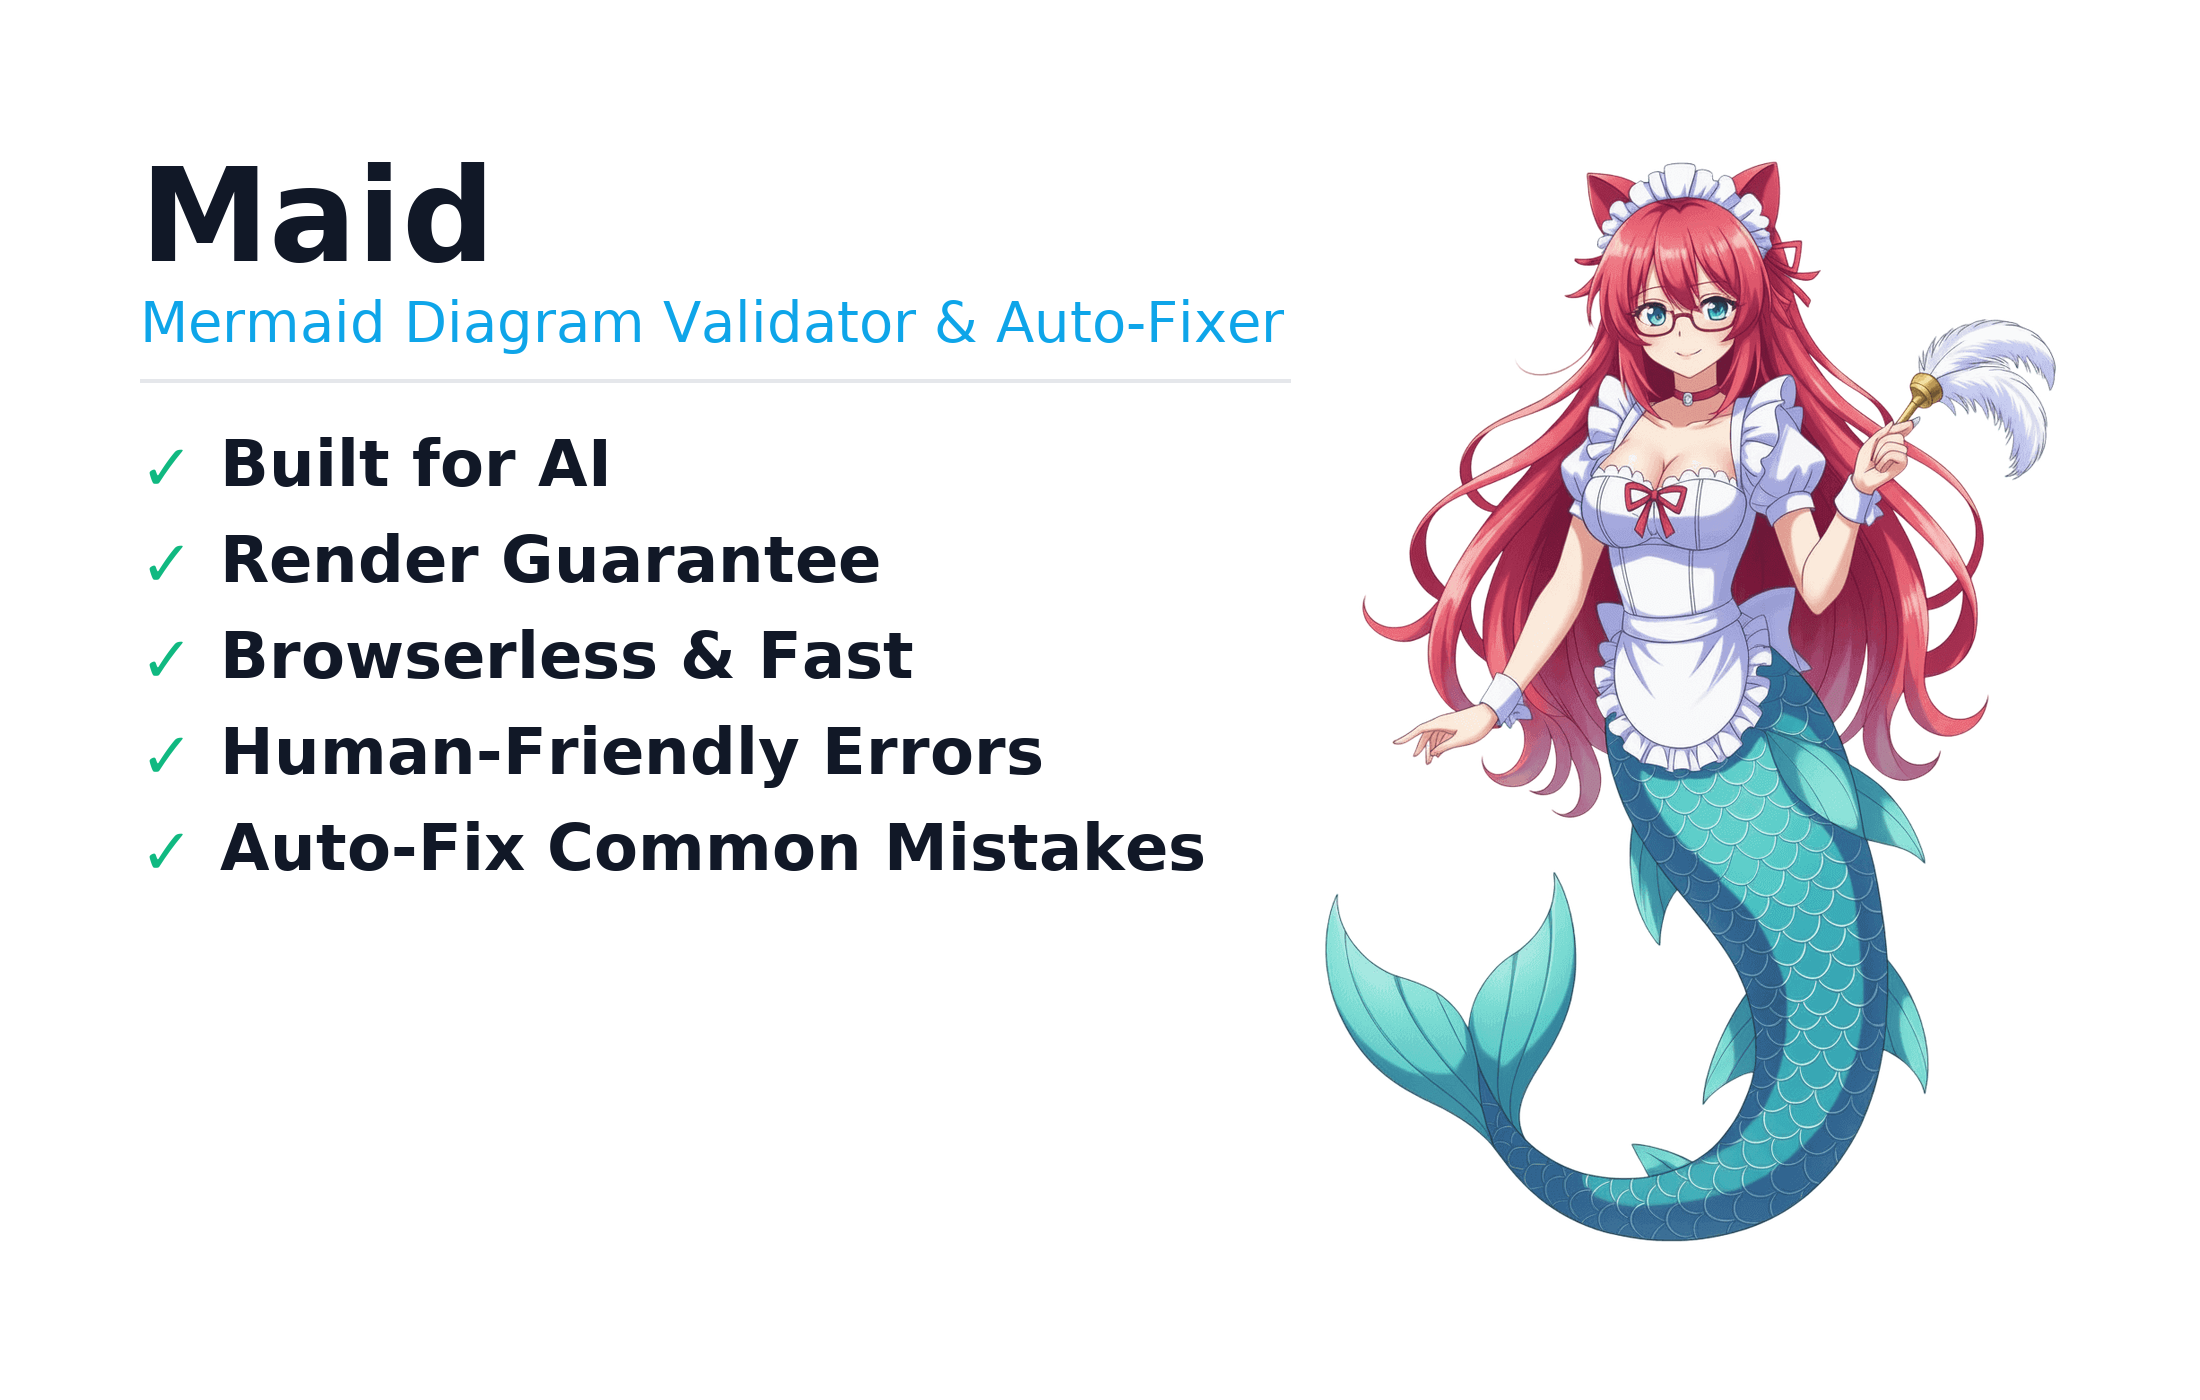 Maid
Mermaid Diagram Validator & Auto-Fixer
✓ Built for AI
✓ Render Guarantee
✓ Browserless & Fast
✓ Human-Friendly Errors
✓ Auto-Fix Common Mistakes